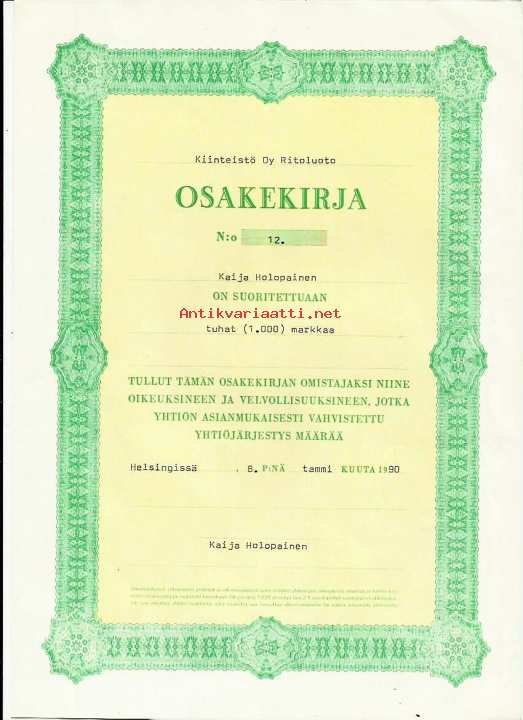 Kiinteistö Oy Ritoluoto
OSAKEKIRJA
N:o 12.
Kaija Holopainen
ON SUORITETTUAAN
Antikvariaatti.net
tuhat (1.000) markkaa
TULLUT TÄMÄN OSAKEKIRJAN OMISTAJAKSI NIINE
OIKEUKSINEEN JA VELVOLLISUUKSINEEN, JOTKA
YHTIÖN ASIANMUKAISESTI VAHVISTETTU
YHTIÖJÄRJESTYS MÄÄRÄÄ
Helsingissä . 8. P:NÄ tammi KUUTA 1990
Kaija Holopainen